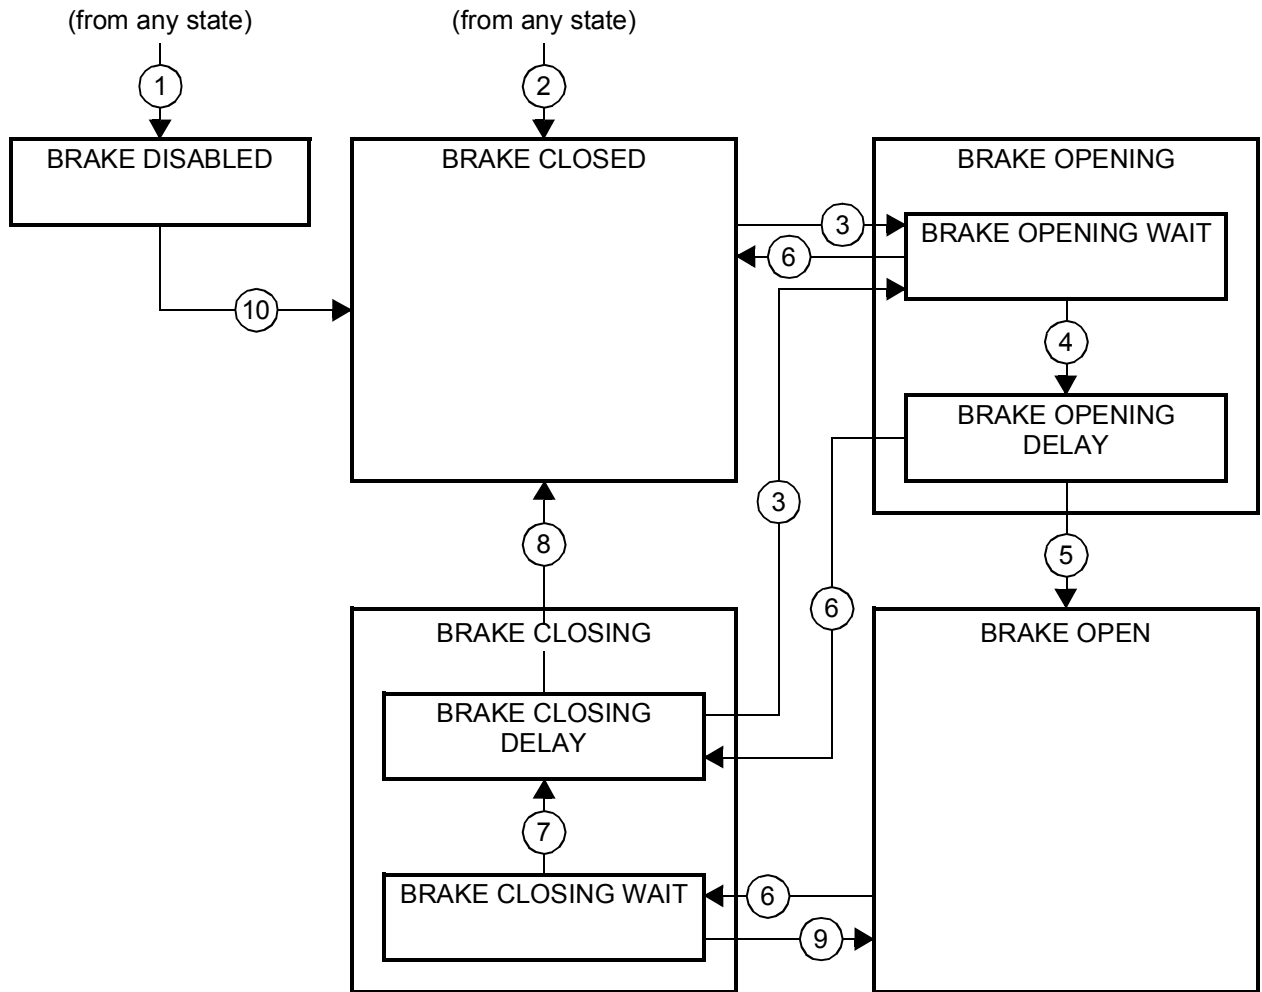 (from any state)
(from any state)
1
2
BRAKE DISABLED
BRAKE CLOSED
BRAKE OPENING
3
BRAKE OPENING WAIT
6
10
4
BRAKE OPENING
DELAY
3
8
5
6
BRAKE CLOSING
BRAKE OPEN
BRAKE CLOSING
DELAY
7
BRAKE CLOSING WAIT
6
9